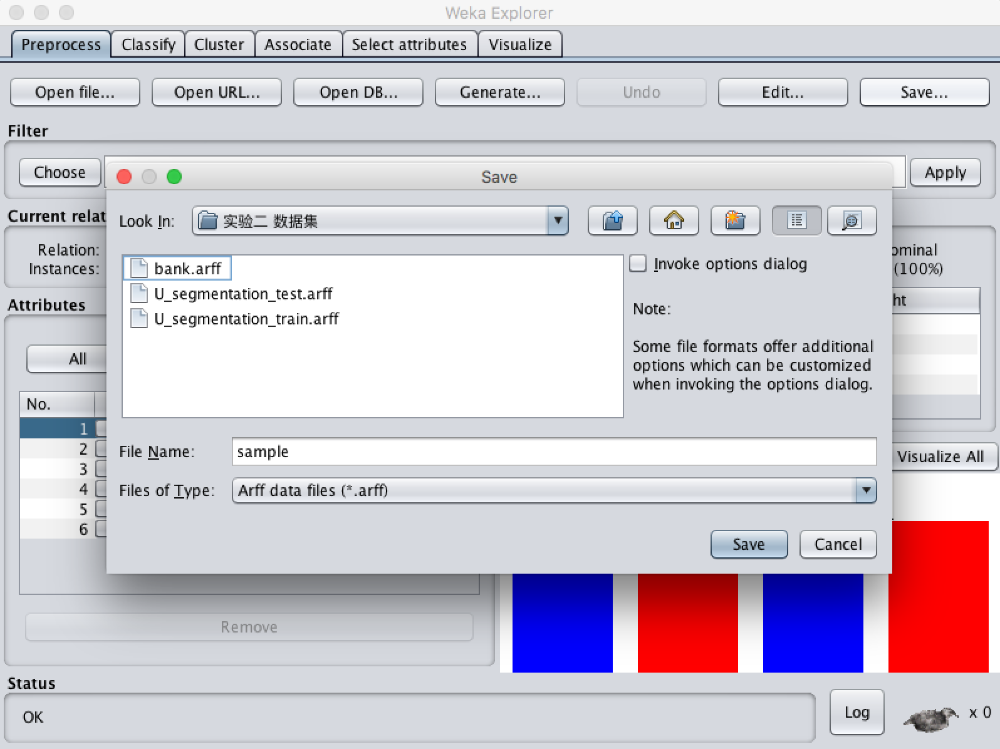 Weka Explorer
Preprocess Classify Cluster Associate Select attributes Visualize
Open file... Open URL... Open DB... Generate... Undo Edit... Save...
Filter
Choose Apply
Save
Look In: 实验二 数据集
Current relat
Relation:
Instances:
ominal
(100%)
bank.arff
U_segmentation_test.arff
U_segmentation_train.arff
Invoke options dialog
Note:
Some file formats offer additional
options which can be customized
when invoking the options dialog.
Attributes
ht
All
No.
1
2
3
4
5
6
File Name: sample
Files of Type: Arff data files (*.arff)
Save Cancel
Visualize All
Remove
Status
OK
Log
x 0